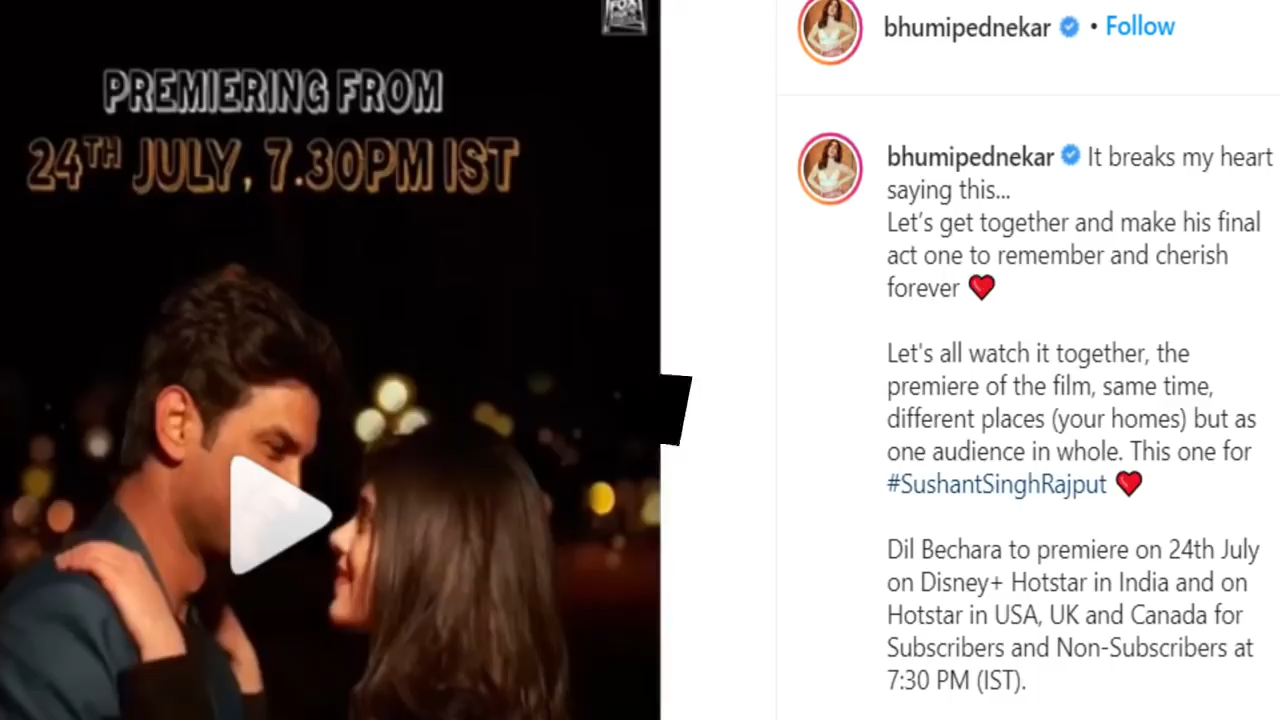 FOX
PREMIERING FROM
24TH JULY, 7.30PM IST
bhumipednekar • Follow
bhumipednekar It breaks my heart
saying this...
Let’s get together and make his final
act one to remember and cherish
forever ❤️
Let's all watch it together, the
premiere of the film, same time,
different places (your homes) but as
one audience in whole. This one for
#SushantSinghRajput ❤️
Dil Bechara to premiere on 24th July
on Disney+ Hotstar in India and on
Hotstar in USA, UK and Canada for
Subscribers and Non-Subscribers at
7:30 PM (IST).